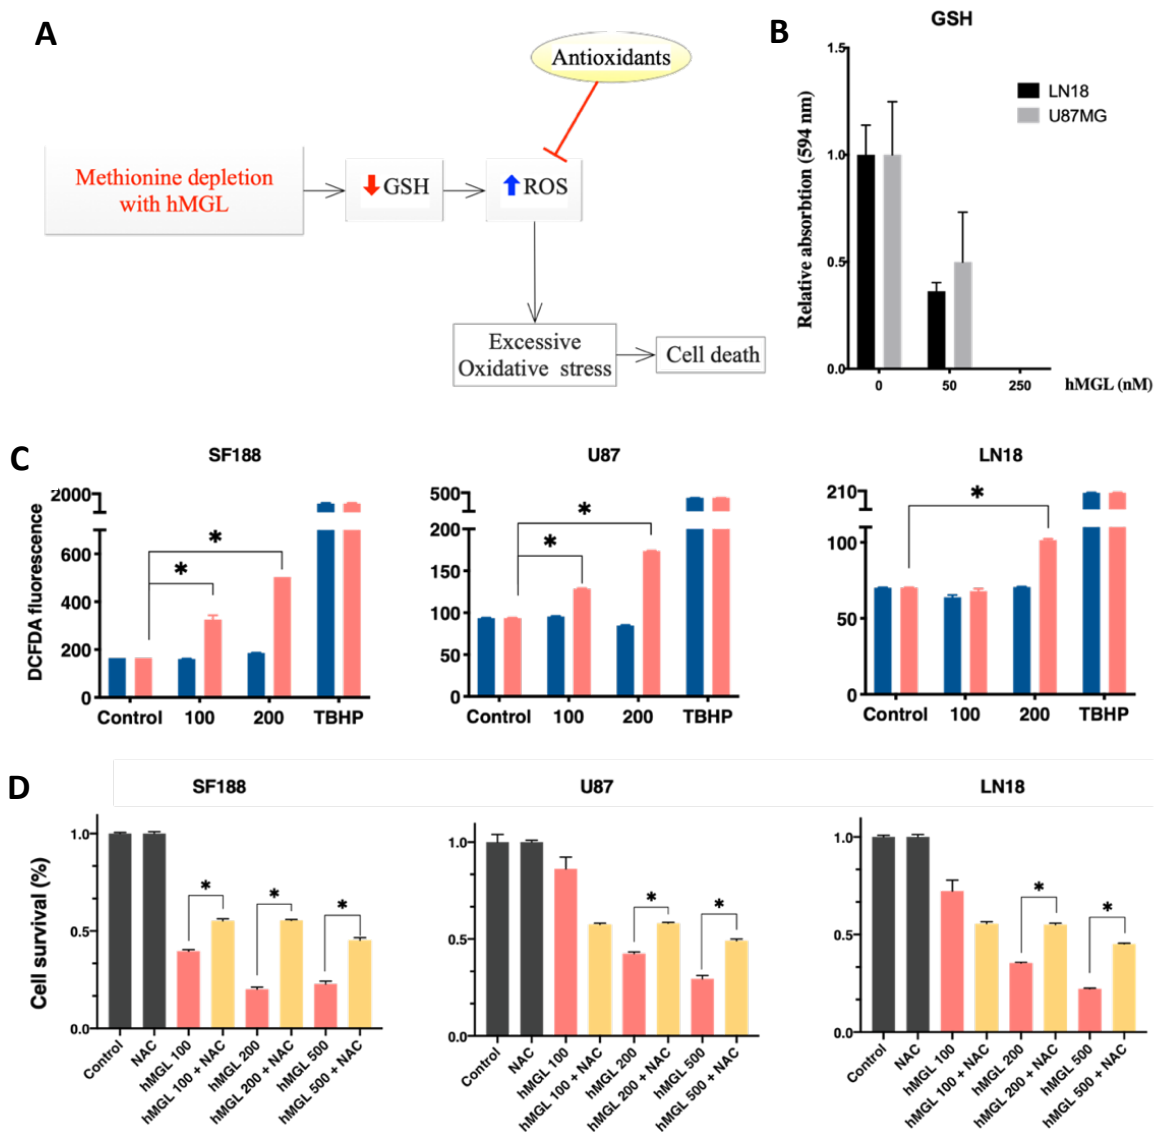 A
Antioxidants
Methionine depletion
with hMGL
GSH
ROS
Excessive
Oxidative stress
Cell death
B
GSH
LN18
U87MG
Relative absorbtion (594 nm)
1.5
1.0
0.5
0.0
0 50 250 hMGL (nM)
C
SF188
DCFDA fluorescence
2000
600
400
200
0
* *
Control 100 200 TBHP
U87
500
200
150
100
50
0
* *
Control 100 200 TBHP
LN18
210
100
50
0
*
Control 100 200 TBHP
D
SF188
Cell survival (%)
1.0
0.5
0.0
* * *
Control
NAC
hMGL 100
hMGL 100 + NAC
hMGL 200
hMGL 200 + NAC
hMGL 500
hMGL 500 + NAC
U87
1.0
0.5
0.0
* *
Control
NAC
hMGL 100
hMGL 100 + NAC
hMGL 200
hMGL 200 + NAC
hMGL 500
hMGL 500 + NAC
LN18
1.0
0.5
0.0
* *
Control
NAC
hMGL 100
hMGL 100 + NAC
hMGL 200
hMGL 200 + NAC
hMGL 500
hMGL 500 + NAC